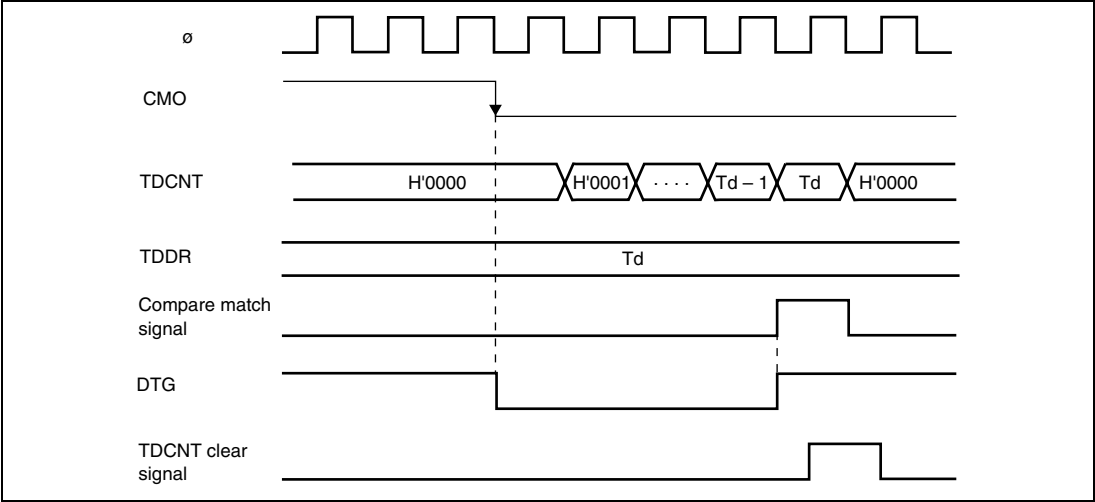 ø
CMO
TDCNT
H'0000
H'0001
· · · ·
Td – 1
Td
H'0000
TDDR
Td
Compare match
signal
DTG
TDCNT clear
signal